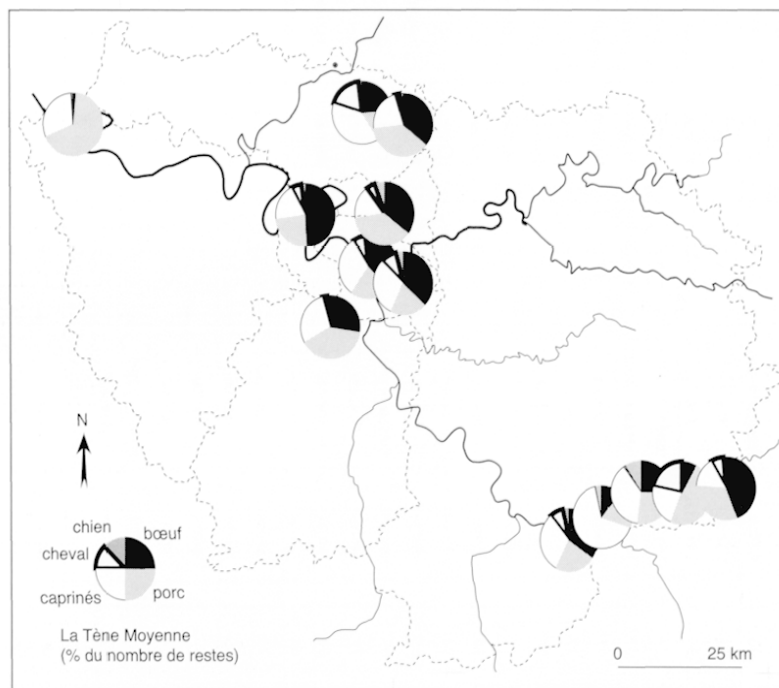 N
chien
bœuf
cheval
caprinés
porc
La Tène Moyenne
(% du nombre de restes)
0 25 km